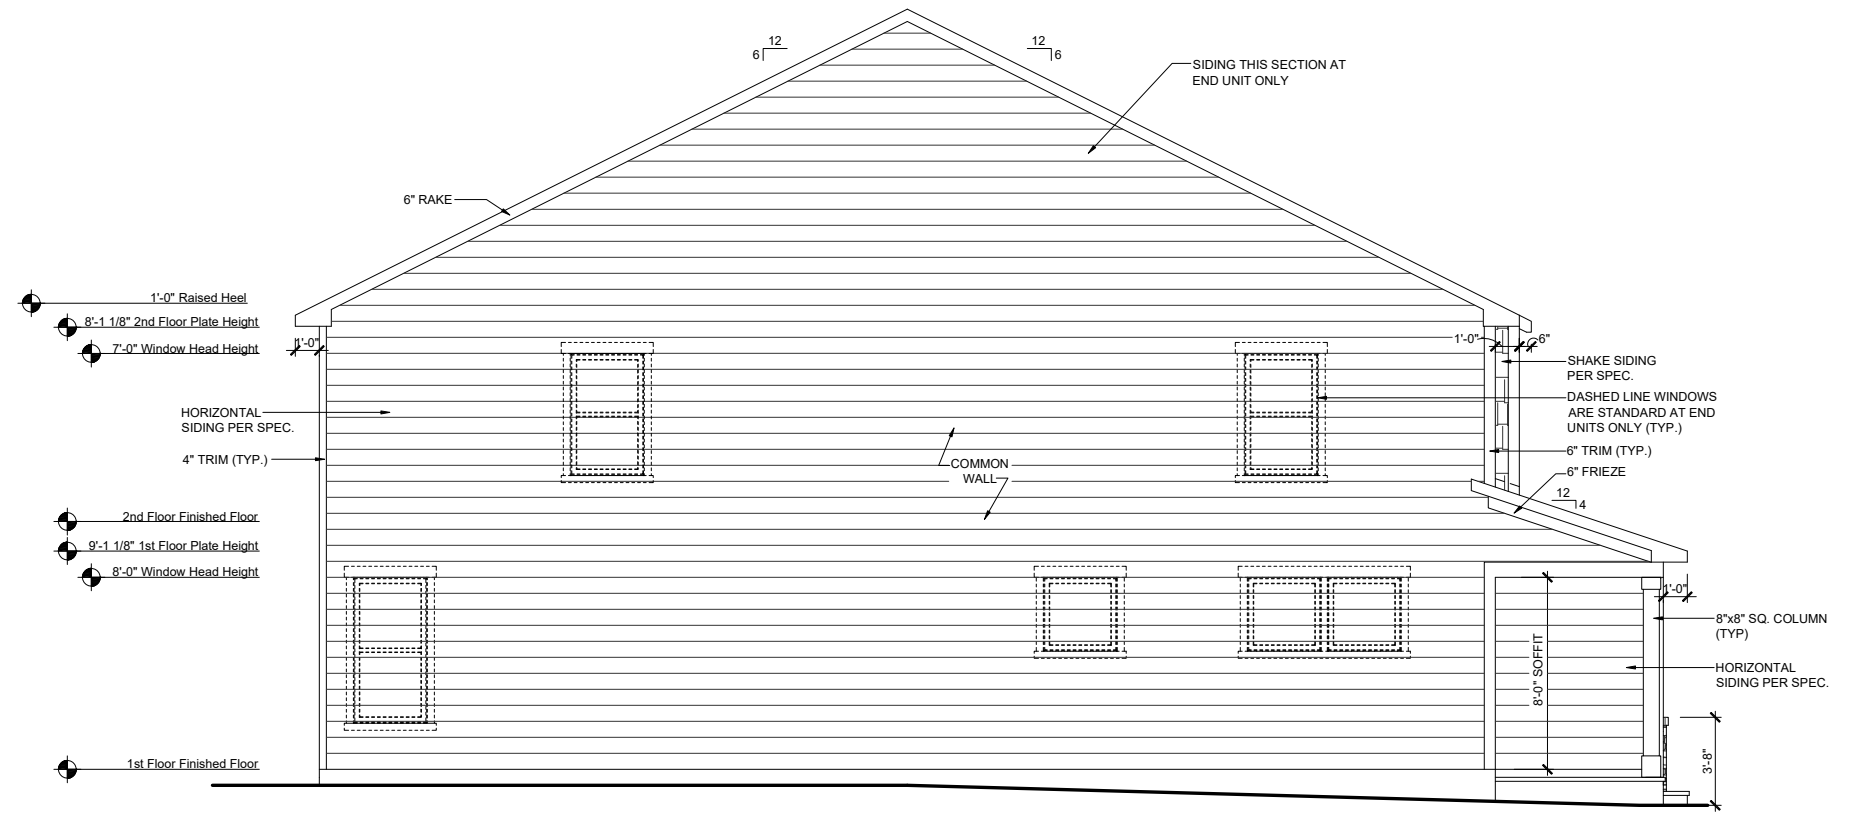 12
6
12
6
SIDING THIS SECTION AT
END UNIT ONLY
6" RAKE
1'-0" Raised Heel
8'-1 1/8" 2nd Floor Plate Height
7'-0" Window Head Height
1'-0"
1'-0"
6"
SHAKE SIDING
PER SPEC.
DASHED LINE WINDOWS
ARE STANDARD AT END
UNITS ONLY (TYP.)
HORIZONTAL
SIDING PER SPEC.
4" TRIM (TYP.)
6" TRIM (TYP.)
COMMON
WALL
6" FRIEZE
12
4
2nd Floor Finished Floor
9'-1 1/8" 1st Floor Plate Height
8'-0" Window Head Height
1'-0"
8"x8" SQ. COLUMN
(TYP)
8'-0" SOFFIT
HORIZONTAL
SIDING PER SPEC.
3'-8"
1st Floor Finished Floor